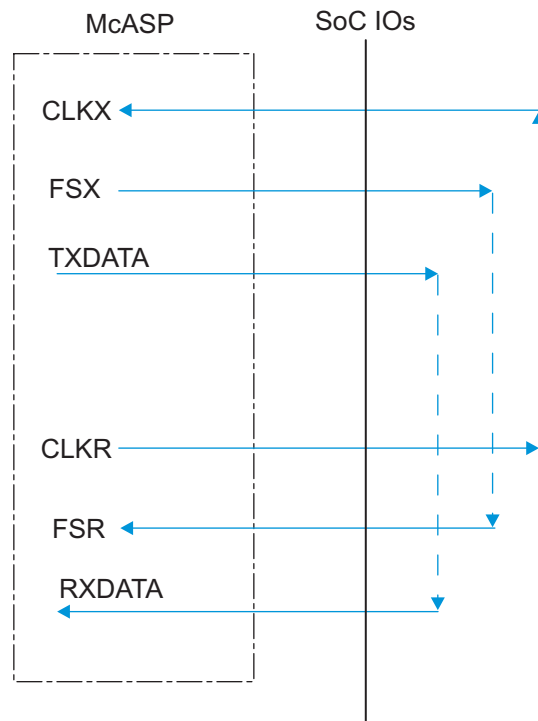 McASP
SoC IOs
CLKX
FSX
TXDATA
CLKR
FSR
RXDATA